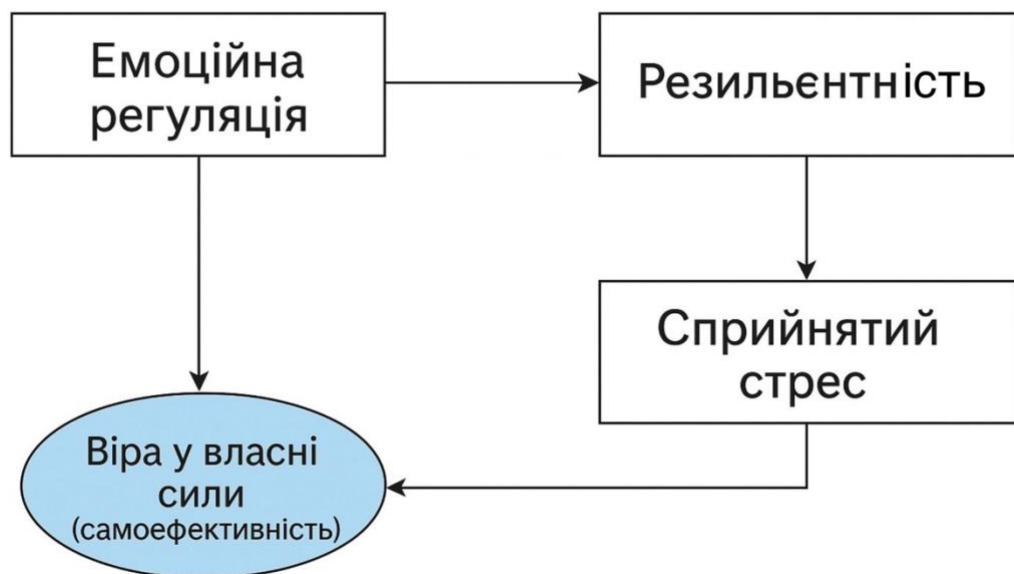 Емоційна
регуляція
Резильєнтність
Сприйнятий
стрес
Віра у власні
сили
(самоефективність)